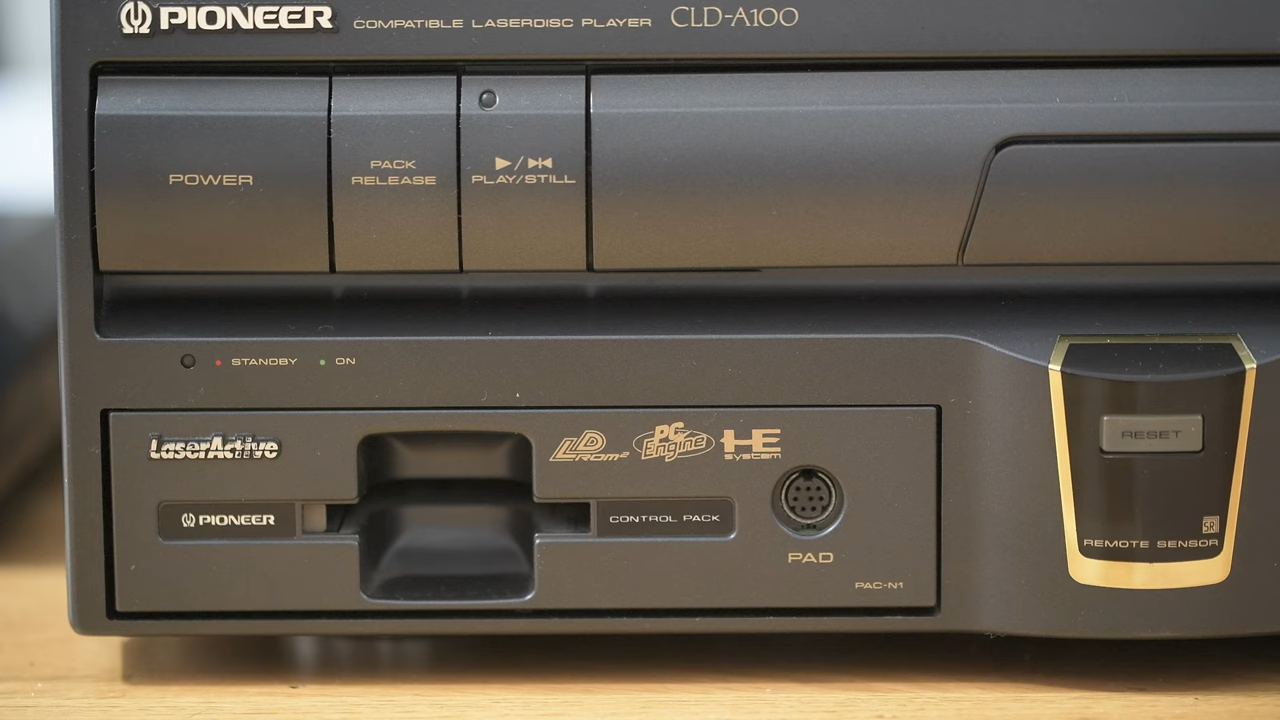 PIONEER COMPATIBLE LASERDISC PLAYER CLD-A100
POWER
PACK
RELEASE
PLAY/STILL
STANDBY ON
RESET
SR
REMOTE SENSOR
LaserActive
LD ROM²
PC Engine
HE system
PIONEER
CONTROL PACK
PAD
PAC-N1